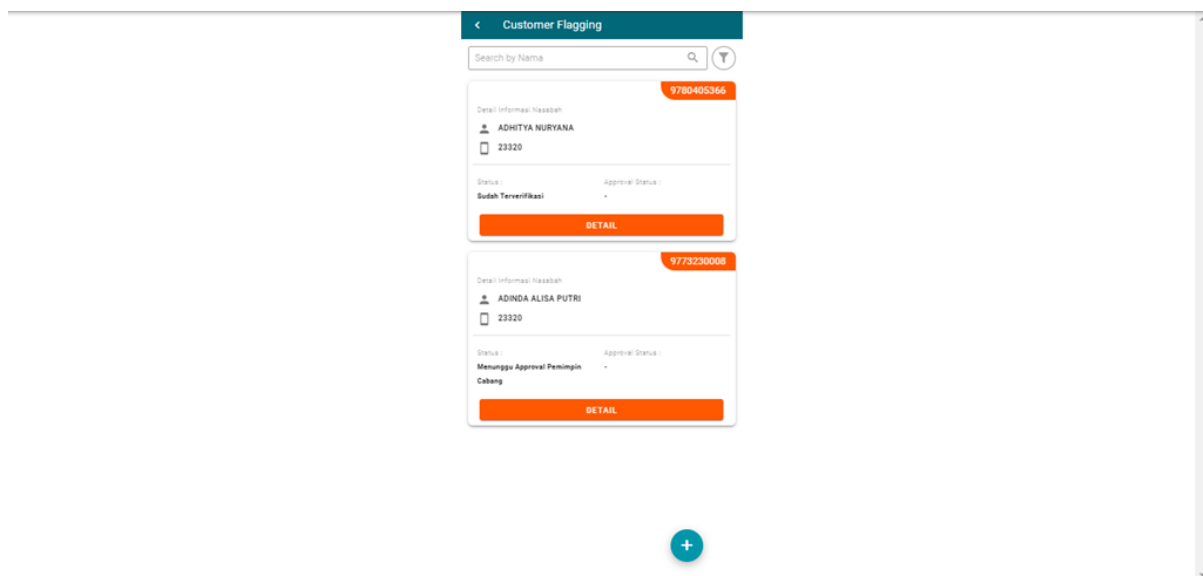 Customer Flagging
Search by Nama
9780405366
Detail Informasi Nasabah
ADHITYA NURYANA
23320
Status :
Approval Status :
Sudah Terverifikasi
-
DETAIL
9773230008
Detail Informasi Nasabah
ADINDA ALISA PUTRI
23320
Status :
Approval Status :
Menunggu Approval Pemimpin
-
Cabang
DETAIL